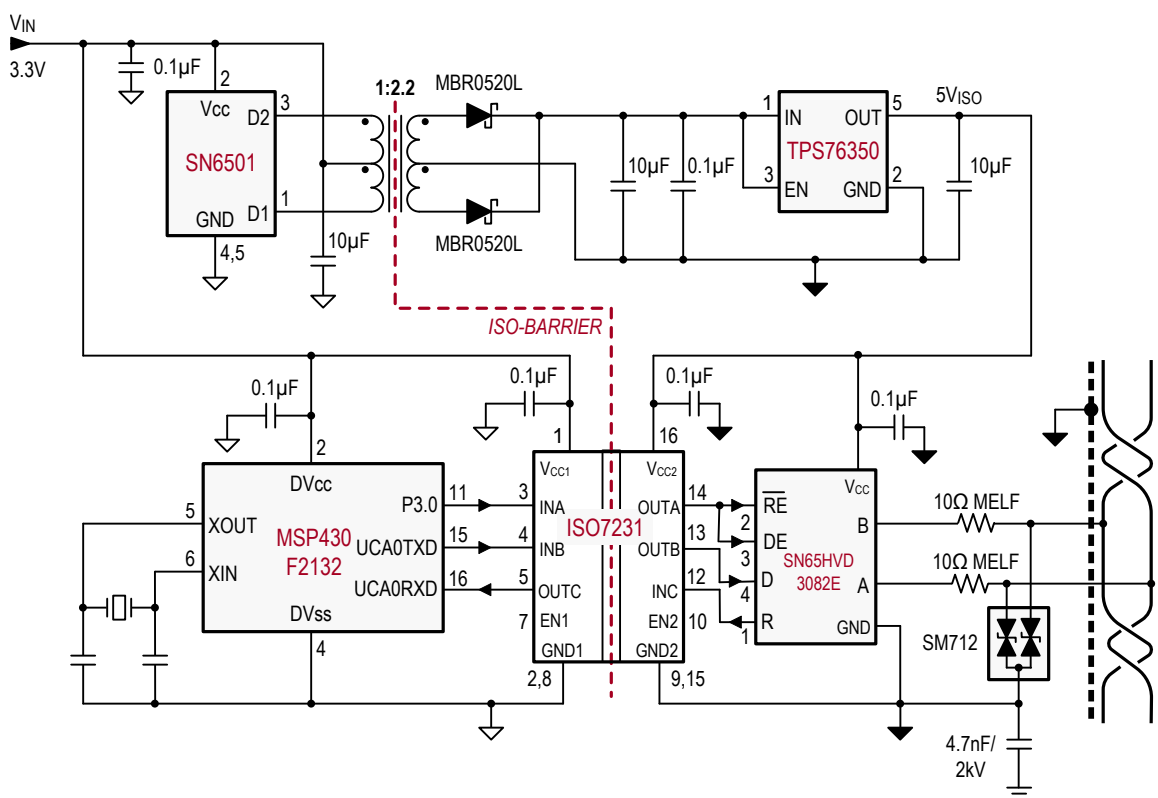 VIN
3.3V
0.1µF
2
Vcc
D2
3
SN6501
1
D1
GND
4,5
10µF
1:2.2
MBR0520L
MBR0520L
10µF
0.1µF
1
IN
OUT
5
TPS76350
3
EN
GND
2
5VISO
10µF
ISO-BARRIER
0.1µF
2
DVcc
5
XOUT
6
XIN
MSP430
F2132
P3.0
11
UCA0TXD
15
UCA0RXD
16
DVss
4
0.1µF
1
VCC1
3
INA
4
INB
5
OUTC
7
EN1
GND1
2,8
ISO7231
0.1µF
16
VCC2
OUTA
14
OUTB
13
INC
12
EN2
10
GND2
9,15
0.1µF
VCC
RE
2
DE
3
D
4
R
1
SN65HVD
3082E
B
A
GND
10Ω MELF
10Ω MELF
SM712
4.7nF/
2kV